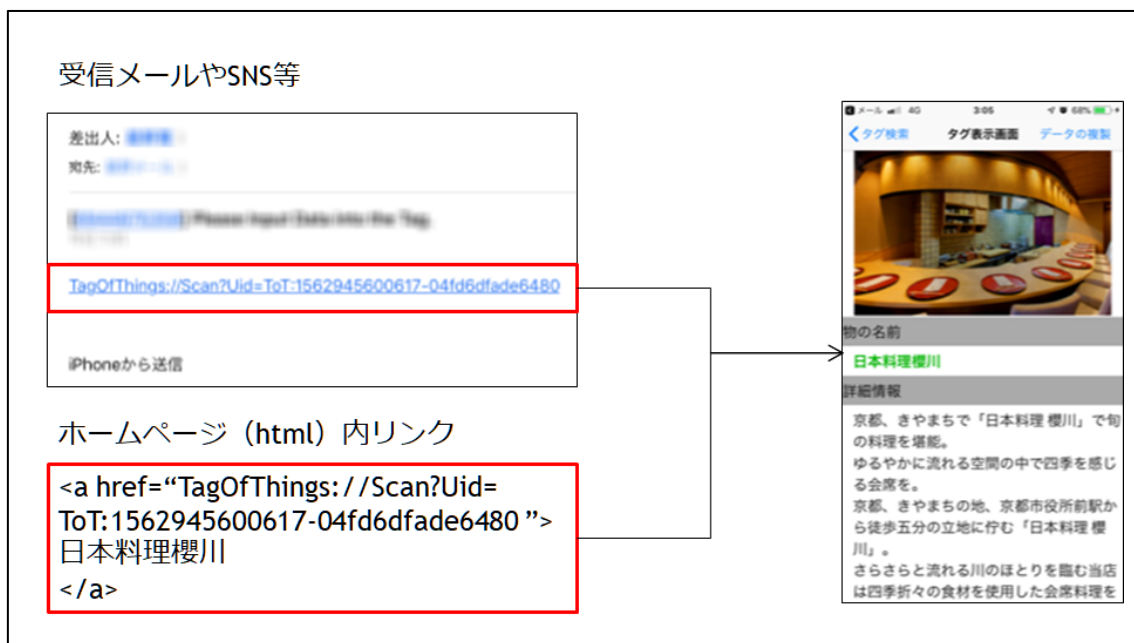 受信メールやSNS等
差出人:
宛先:
Please Input Data into the Tag.
TagOfThings://Scan?Uid=ToT:1562945600617-04fd6dfade6480
iPhoneから送信
ホームページ（html）内リンク
<a href=“TagOfThings://Scan?Uid=
ToT:1562945600617-04fd6dfade6480 ”>
日本料理櫻川
</a>
メール 4G 3:05 68%
タグ検索 タグ表示画面 データの複製
物の名前
日本料理櫻川
詳細情報
京都、きやまちで「日本料理 櫻川」で旬
の料理を堪能。
ゆるやかに流れる空間の中で四季を感じ
る会席を。
京都、きやまちの地、京都市役所前駅か
ら徒歩五分の立地に佇む「日本料理 櫻
川」。
さらさらと流れる川のほとりを臨む当店
は四季折々の食材を使用した会席料理を